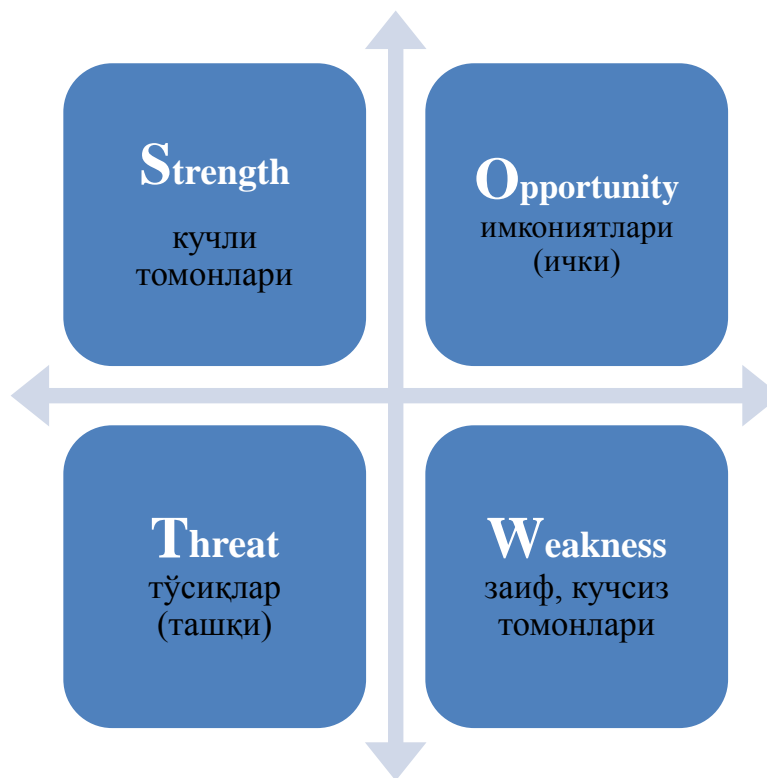 Strength
кучли
томонлари
Opportunity
имкониятлари
(ички)
Threat
тўсиқлар
(ташқи)
Weakness
заиф, кучсиз
томонлари